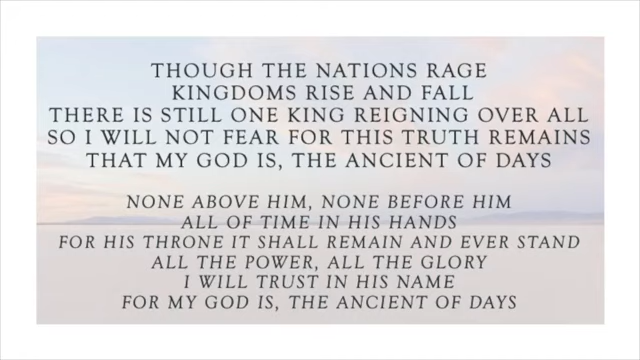 THOUGH THE NATIONS RAGE
KINGDOMS RISE AND FALL
THERE IS STILL ONE KING REIGNING OVER ALL
SO I WILL NOT FEAR FOR THIS TRUTH REMAINS
THAT MY GOD IS, THE ANCIENT OF DAYS
NONE ABOVE HIM, NONE BEFORE HIM
ALL OF TIME IN HIS HANDS
FOR HIS THRONE IT SHALL REMAIN AND EVER STAND
ALL THE POWER, ALL THE GLORY
I WILL TRUST IN HIS NAME
FOR MY GOD IS, THE ANCIENT OF DAYS